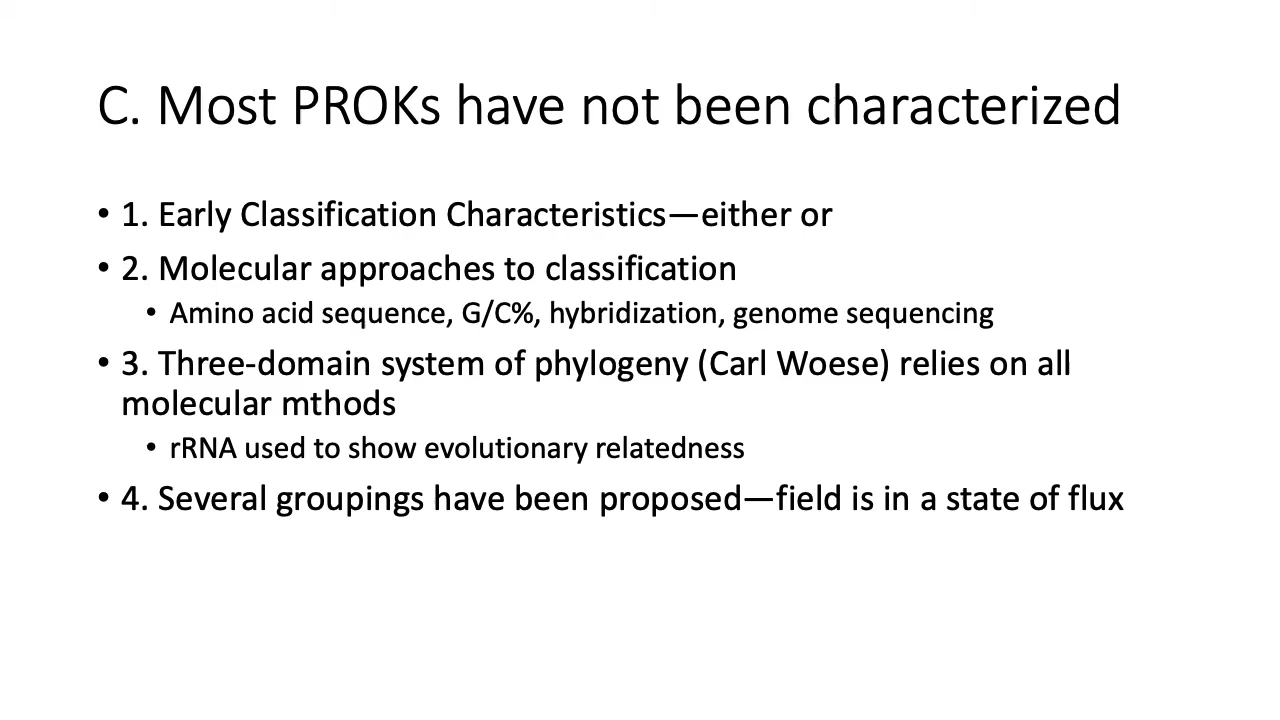 C. Most PROKs have not been characterized
• 1. Early Classification Characteristics—either or
• 2. Molecular approaches to classification
• Amino acid sequence, G/C%, hybridization, genome sequencing
• 3. Three-domain system of phylogeny (Carl Woese) relies on all
molecular mthods
• rRNA used to show evolutionary relatedness
• 4. Several groupings have been proposed—field is in a state of flux